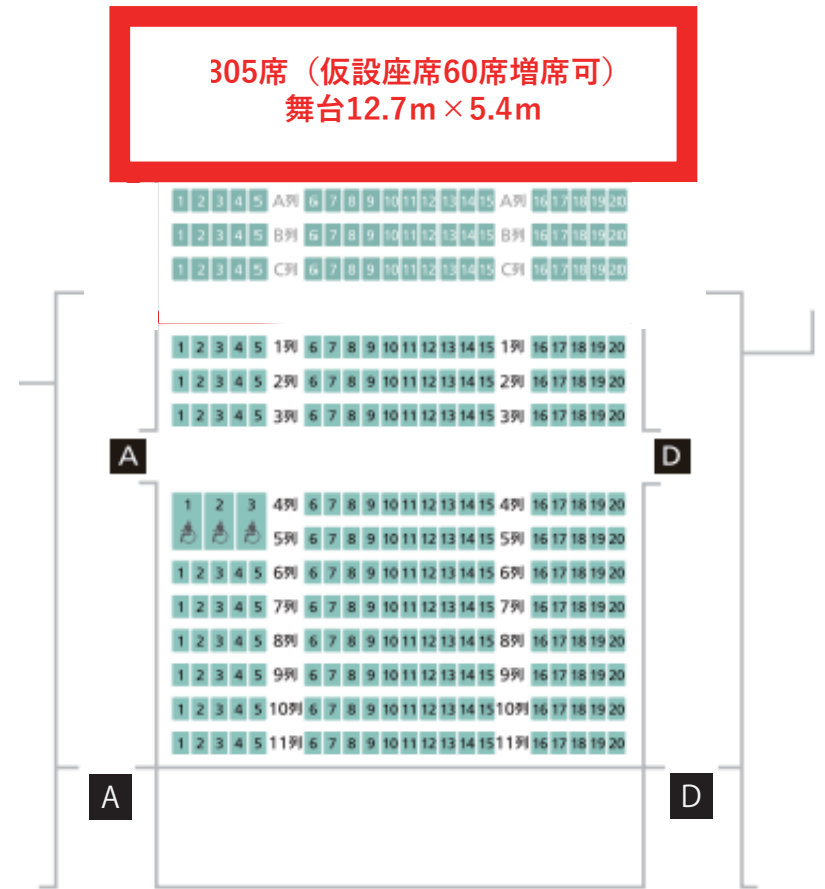 305席（仮設座席60席増席可）
舞台12.7m×5.4m
1 2 3 4 5 A列 6 7 8 9 10 11 12 13 14 15 A列 16 17 18 19 20
1 2 3 4 5 B列 6 7 8 9 10 11 12 13 14 15 B列 16 17 18 19 20
1 2 3 4 5 C列 6 7 8 9 10 11 12 13 14 15 C列 16 17 18 19 20
1 2 3 4 5 1列 6 7 8 9 10 11 12 13 14 15 1列 16 17 18 19 20
1 2 3 4 5 2列 6 7 8 9 10 11 12 13 14 15 2列 16 17 18 19 20
1 2 3 4 5 3列 6 7 8 9 10 11 12 13 14 15 3列 16 17 18 19 20
A D
1 2 3 4列 6 7 8 9 10 11 12 13 14 15 4列 16 17 18 19 20
5列 6 7 8 9 10 11 12 13 14 15 5列 16 17 18 19 20
1 2 3 4 5 6列 6 7 8 9 10 11 12 13 14 15 6列 16 17 18 19 20
1 2 3 4 5 7列 6 7 8 9 10 11 12 13 14 15 7列 16 17 18 19 20
1 2 3 4 5 8列 6 7 8 9 10 11 12 13 14 15 8列 16 17 18 19 20
1 2 3 4 5 9列 6 7 8 9 10 11 12 13 14 15 9列 16 17 18 19 20
1 2 3 4 5 10列 6 7 8 9 10 11 12 13 14 15 10列 16 17 18 19 20
1 2 3 4 5 11列 6 7 8 9 10 11 12 13 14 15 11列 16 17 18 19 20
A D